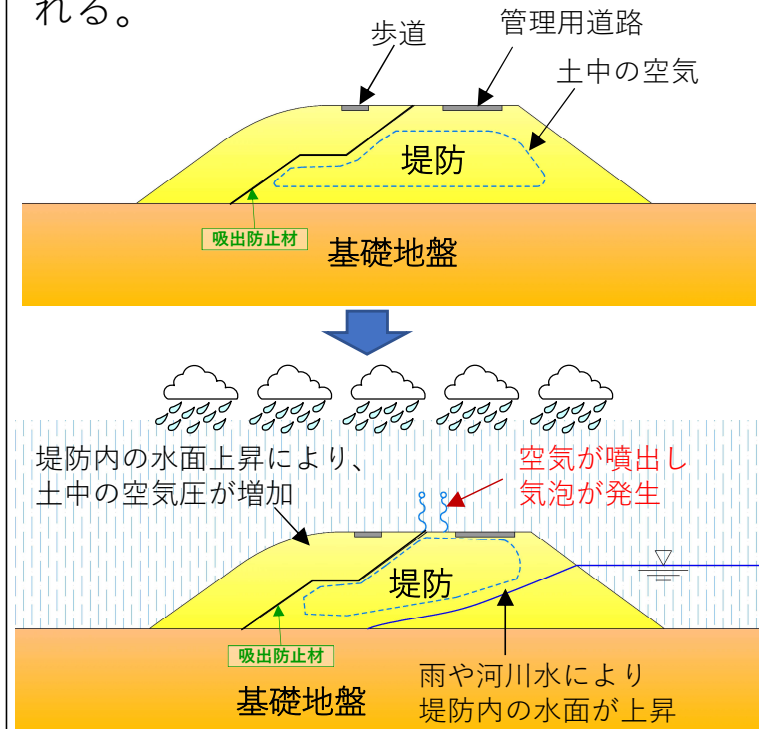 れる。
歩道
管理用道路
土中の空気
堤防
吸出防止材
基礎地盤
堤防内の水面上昇により、
土中の空気圧が増加
空気が噴出し
気泡が発生
堤防
吸出防止材
基礎地盤
雨や河川水により
堤防内の水面が上昇